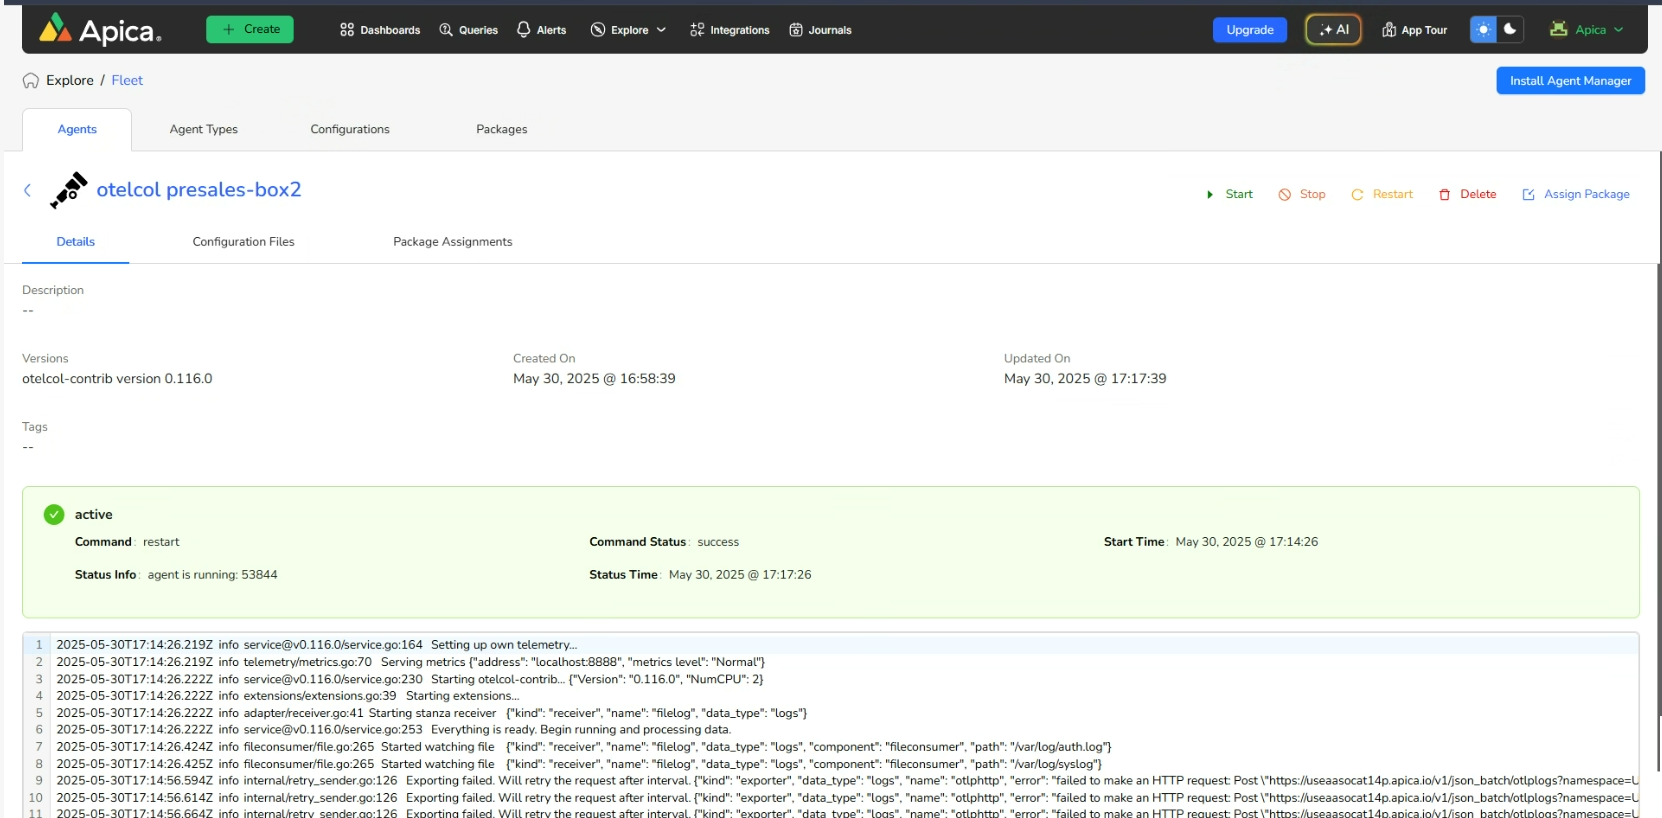 Apica.
Create
Dashboards
Queries
Alerts
Explore
Integrations
Journals
Upgrade
AI
App Tour
Apica
Explore / Fleet
Install Agent Manager
Agents
Agent Types
Configurations
Packages
otelcol presales-box2
Start
Stop
Restart
Delete
Assign Package
Details
Configuration Files
Package Assignments
Description
--
Versions
otelcol-contrib version 0.116.0
Created On
May 30, 2025 @ 16:58:39
Updated On
May 30, 2025 @ 17:17:39
Tags
--
active
Command: restart
Command Status: success
Start Time: May 30, 2025 @ 17:14:26
Status Info: agent is running: 53844
Status Time: May 30, 2025 @ 17:17:26
1 2025-05-30T17:14:26.219Z info service@v0.116.0/service.go:164 Setting up own telemetry...
2 2025-05-30T17:14:26.219Z info telemetry/metrics.go:70 Serving metrics {"address": "localhost:8888", "metrics level": "Normal"}
3 2025-05-30T17:14:26.222Z info service@v0.116.0/service.go:230 Starting otelcol-contrib... {"Version": "0.116.0", "NumCPU": 2}
4 2025-05-30T17:14:26.222Z info extensions/extensions.go:39 Starting extensions...
5 2025-05-30T17:14:26.222Z info adapter/receiver.go:41 Starting stanza receiver {"kind": "receiver", "name": "filelog", "data_type": "logs"}
6 2025-05-30T17:14:26.222Z info service@v0.116.0/service.go:253 Everything is ready. Begin running and processing data.
7 2025-05-30T17:14:26.424Z info fileconsumer/file.go:265 Started watching file {"kind": "receiver", "name": "filelog", "data_type": "logs", "component": "fileconsumer", "path": "/var/log/auth.log"}
8 2025-05-30T17:14:26.425Z info fileconsumer/file.go:265 Started watching file {"kind": "receiver", "name": "filelog", "data_type": "logs", "component": "fileconsumer", "path": "/var/log/syslog"}
9 2025-05-30T17:14:56.594Z info internal/retry_sender.go:126 Exporting failed. Will retry the request after interval. {"kind": "exporter", "data_type": "logs", "name": "otlphttp", "error": "failed to make an HTTP request: Post \"https://useaasocat14p.apica.io/v1/json_batch/otlplogs?namespace=U
10 2025-05-30T17:14:56.614Z info internal/retry_sender.go:126 Exporting failed. Will retry the request after interval. {"kind": "exporter", "data_type": "logs", "name": "otlphttp", "error": "failed to make an HTTP request: Post \"https://useaasocat14p.apica.io/v1/json_batch/otlplogs?namespace=U
11 2025-05-30T17:14:56.664Z info internal/retry_sender.go:126 Exporting failed. Will retry the request after interval. {"kind": "exporter", "data_type": "logs", "name": "otlphttp", "error": "failed to make an HTTP request: Post \"https://useaasocat14p.apica.io/v1/json_batch/otlplogs?namespace=U